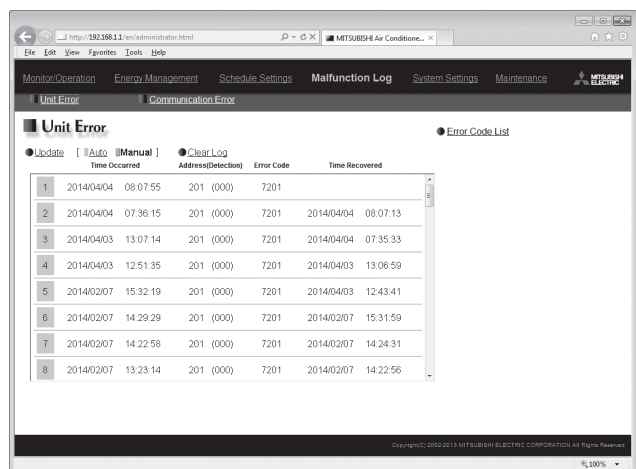 http://192.168.1.1/en/administrator.html MITSUBISHI Air Conditione...
File Edit View Favorites Tools Help
Monitor/Operation Energy Management Schedule Settings Malfunction Log System Settings Maintenance MITSUBISHI ELECTRIC
Unit Error Communication Error
Unit Error Error Code List
Update [ Auto Manual ] Clear Log
Time Occurred Address(Detection) Error Code Time Recovered
1 2014/04/04 08:07:55 201 (000) 7201
2 2014/04/04 07:36:15 201 (000) 7201 2014/04/04 08:07:13
3 2014/04/03 13:07:14 201 (000) 7201 2014/04/04 07:35:33
4 2014/04/03 12:51:35 201 (000) 7201 2014/04/03 13:06:59
5 2014/02/07 15:32:19 201 (000) 7201 2014/04/03 12:43:41
6 2014/02/07 14:29:29 201 (000) 7201 2014/02/07 15:31:59
7 2014/02/07 14:22:58 201 (000) 7201 2014/02/07 14:24:31
8 2014/02/07 13:23:14 201 (000) 7201 2014/02/07 14:22:56
Copyright(C) 2002-2013 MITSUBISHI ELECTRIC CORPORATION All Rights Reserved
100%